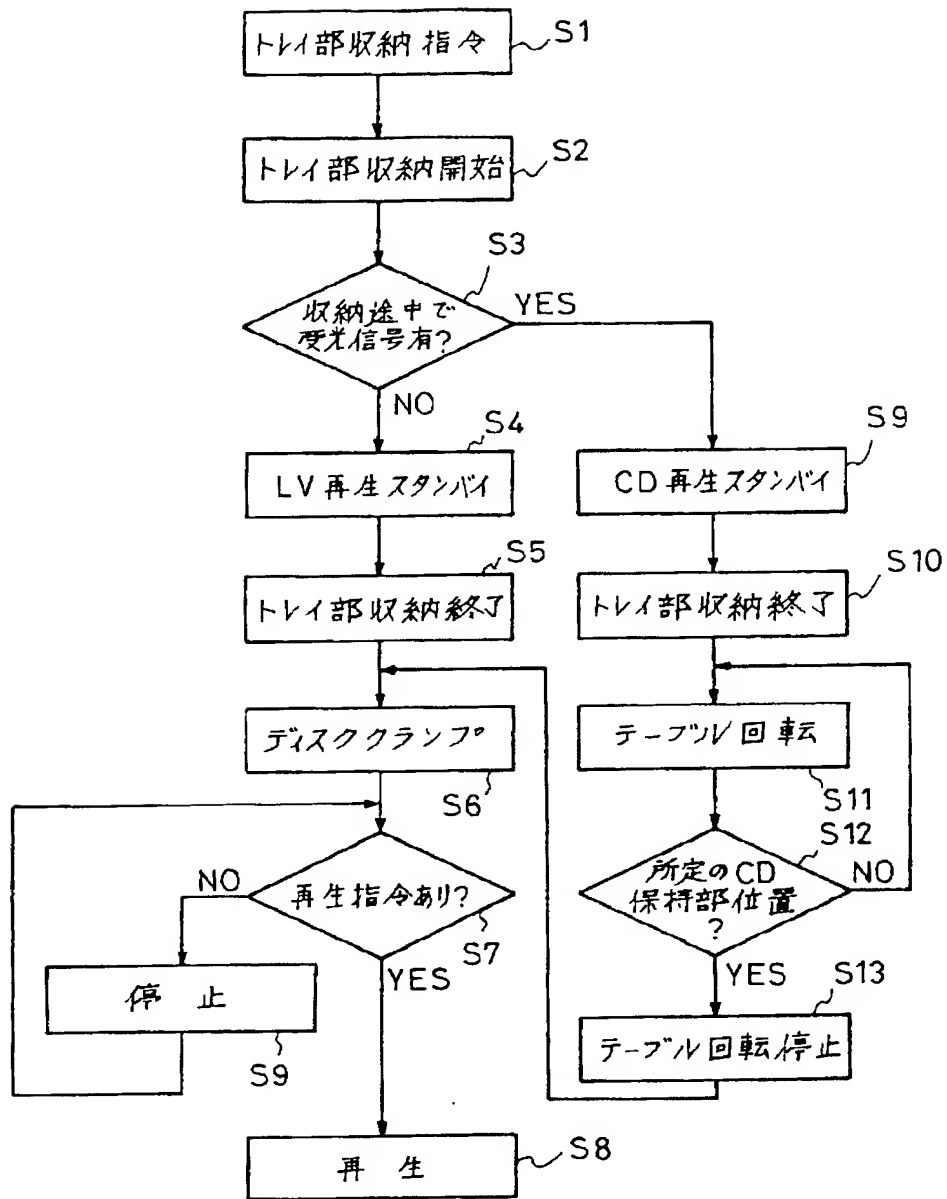 トレイ部収納指令
S1
トレイ部収納開始
S2
S3
収納途中で
受光信号有?
YES
NO
S4
LV再生スタンバイ
S9
CD再生スタンバイ
S5
トレイ部収納終了
S10
トレイ部収納終了
ディスククランプ
S6
テーブル回転
S11
S12
所定のCD
保持部位置
?
NO
YES
NO
再生指令あり?
S7
YES
停止
S9
S13
テーブル回転停止
再生
S8